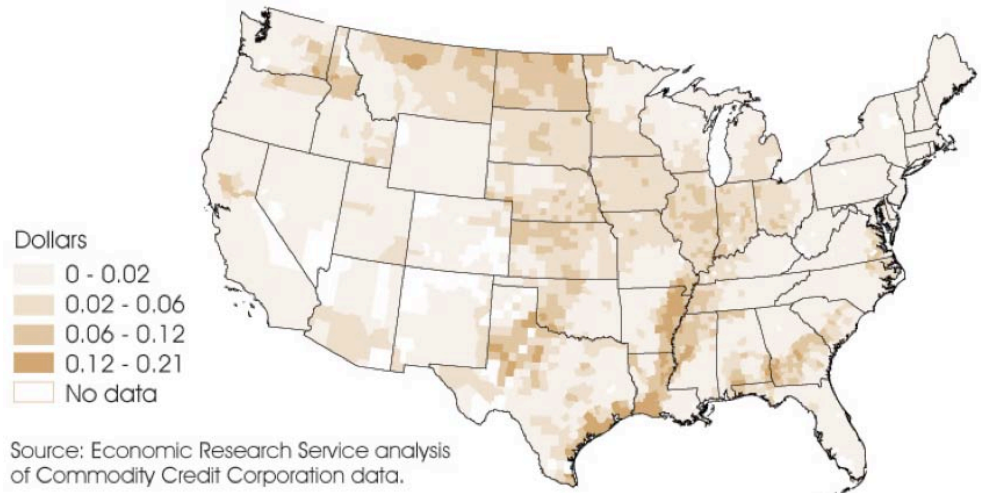 Dollars
0 - 0.02
0.02 - 0.06
0.06 - 0.12
0.12 - 0.21
No data
Source: Economic Research Service analysis
of Commodity Credit Corporation data.